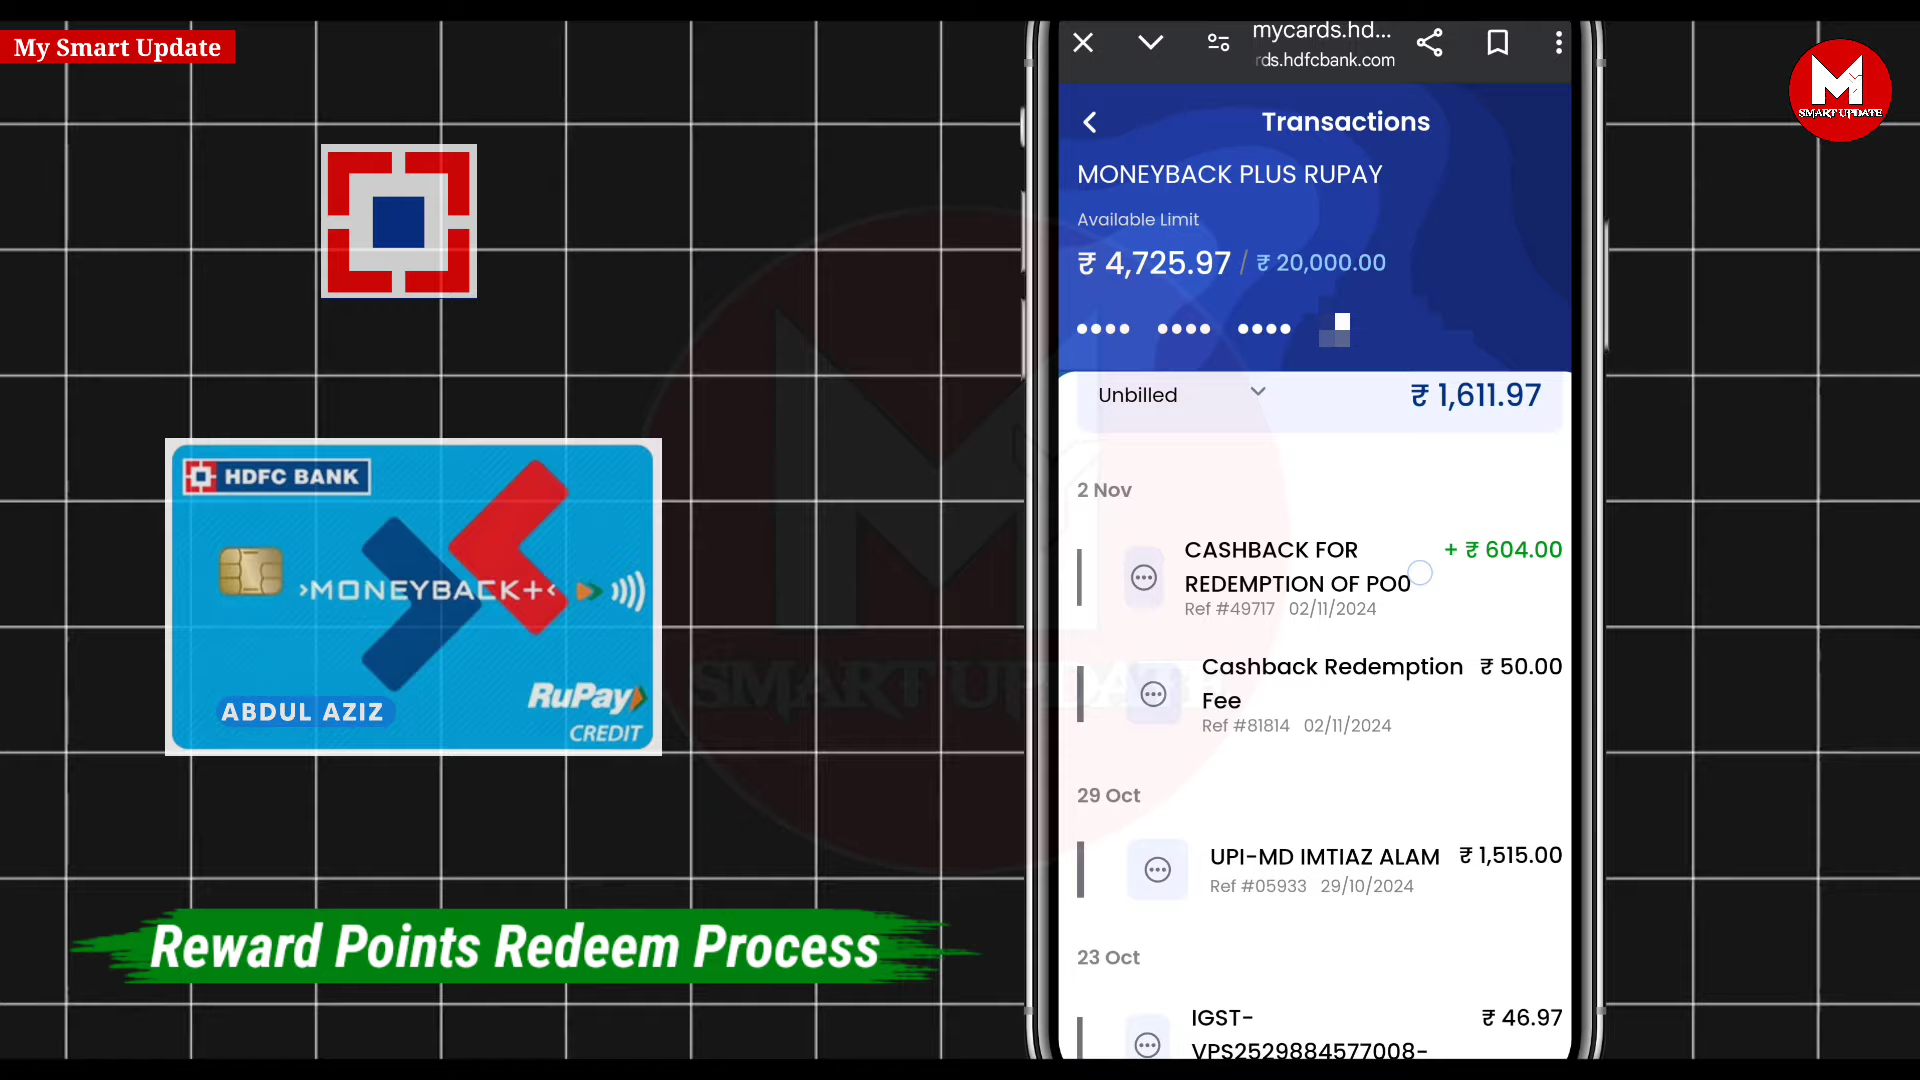 My Smart Update
HDFC BANK
›MONEYBACK+‹
ABDUL AZIZ
RuPay
CREDIT
Reward Points Redeem Process
mycards.hd...
rds.hdfcbank.com
Transactions
MONEYBACK PLUS RUPAY
Available Limit
₹ 4,725.97 / ₹ 20,000.00
Unbilled ₹ 1,611.97
2 Nov
CASHBACK FOR + ₹ 604.00
REDEMPTION OF PO0
Ref #49717 02/11/2024
Cashback Redemption ₹ 50.00
Fee
Ref #81814 02/11/2024
29 Oct
UPI-MD IMTIAZ ALAM ₹ 1,515.00
Ref #05933 29/10/2024
23 Oct
IGST- ₹ 46.97
VPS2529884577008-
M
SMART UPDATE
SMART UPDATE